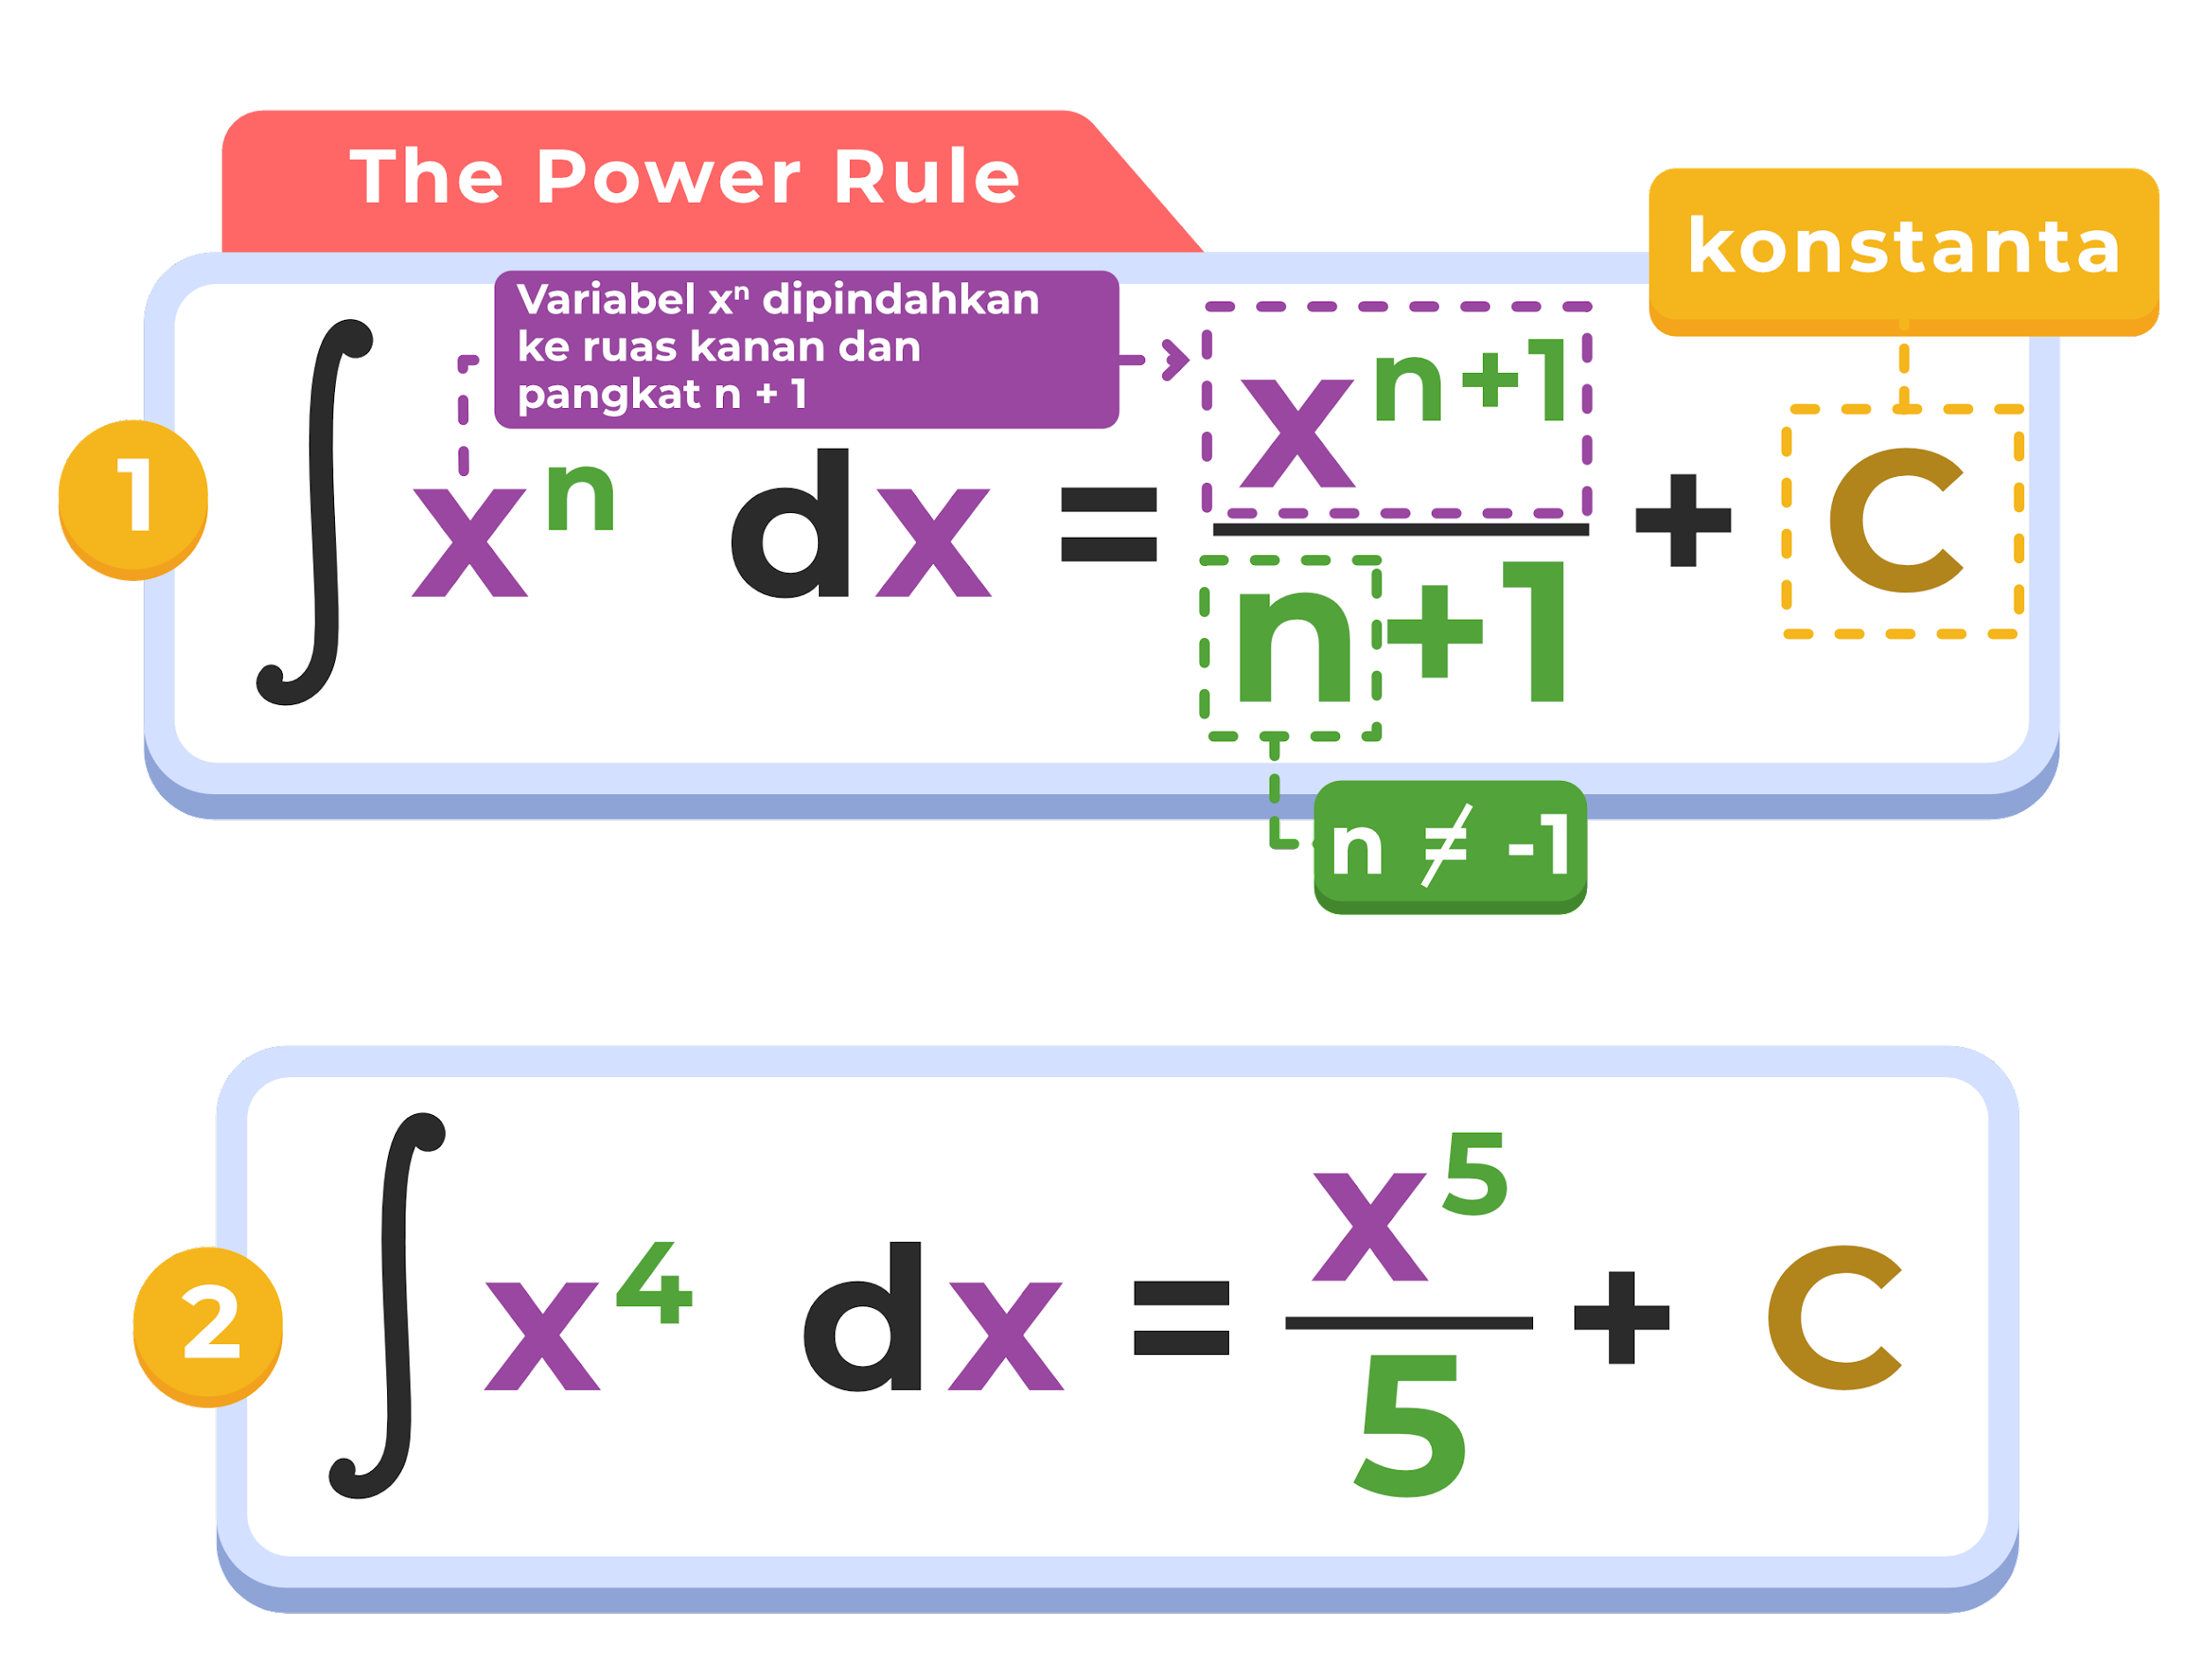 The Power Rule
konstanta
Variabel xⁿ dipindahkan
ke ruas kanan dan
pangkat n + 1
1
∫ xⁿ dx = xⁿ⁺¹ / n+1 + C
n ≠ -1
2
∫ x⁴ dx = x⁵ / 5 + C